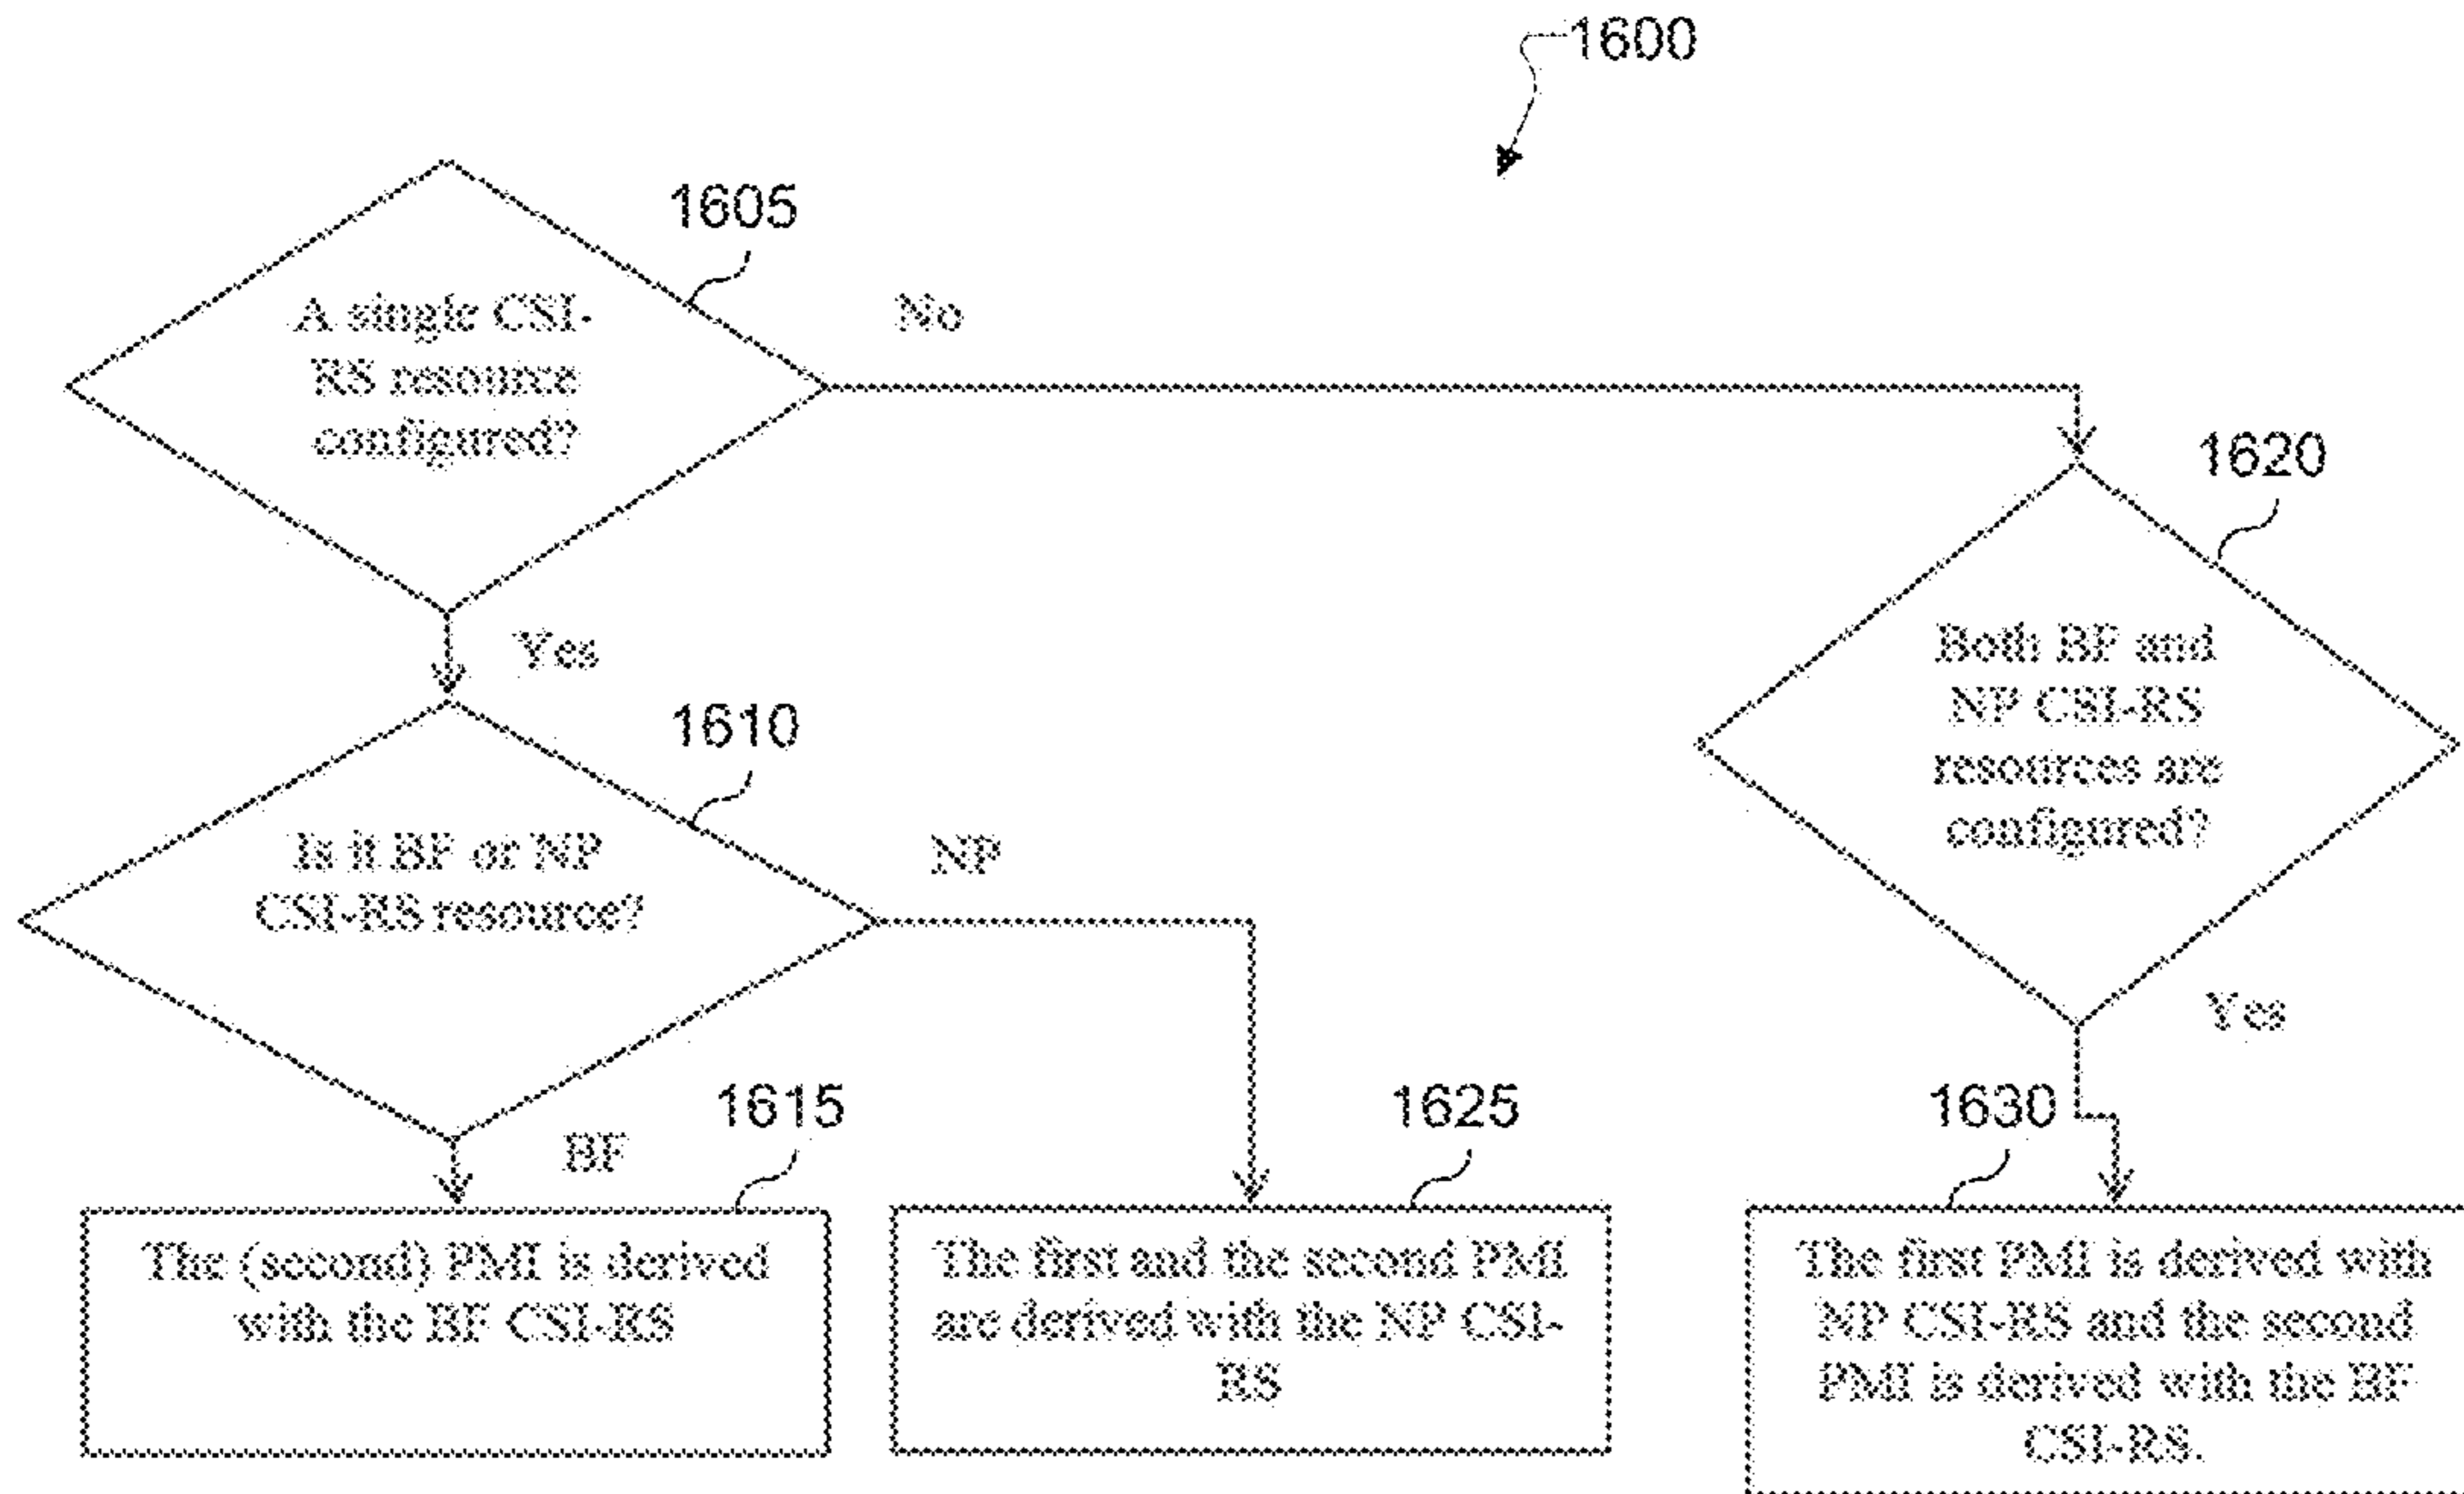 1600
1605
A single CSI-
RS resource
configured?
No
Yes
1620
Both BF and
NP CSI-RS
resources are
configured?
Yes
1610
Is it BF or NP
CSI-RS resource?
NP
BF
1615
The (second) PMI is derived
with the BF CSI-RS
1625
The first and the second PMI
are derived with the NP CSI-
RS
1630
The first PMI is derived with
NP CSI-RS and the second
PMI is derived with the BF
CSI-RS.